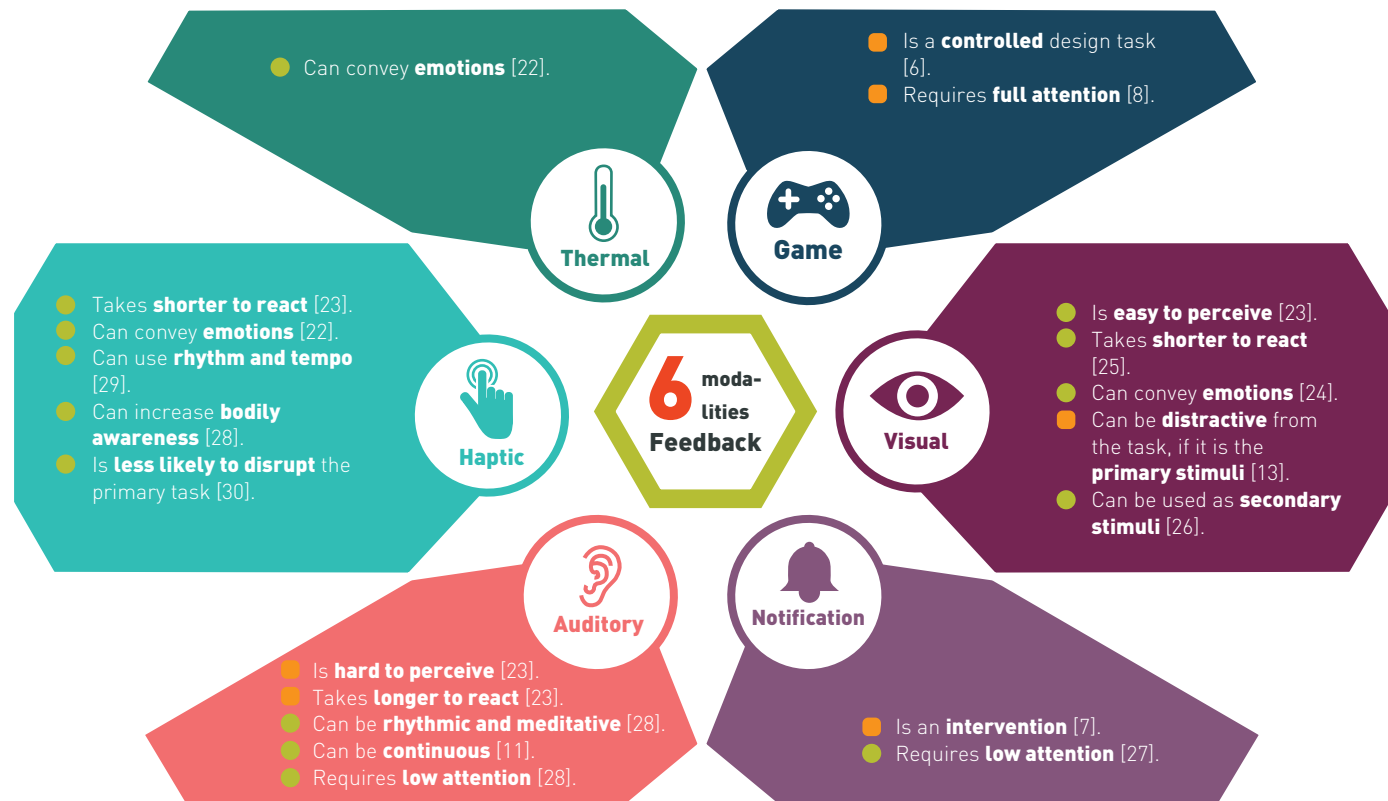 Can convey emotions [22].
Thermal
Is a controlled design task
[6].
Requires full attention [8].
Game
Takes shorter to react [23].
Can convey emotions [22].
Can use rhythm and tempo
[29].
Can increase bodily
awareness [28].
Is less likely to disrupt the
primary task [30].
Haptic
6 moda-
lities
Feedback
Visual
Is easy to perceive [23].
Takes shorter to react
[25].
Can convey emotions [24].
Can be distractive from
the task, if it is the
primary stimuli [13].
Can be used as secondary
stimuli [26].
Auditory
Is hard to perceive [23].
Takes longer to react [23].
Can be rhythmic and meditative [28].
Can be continuous [11].
Requires low attention [28].
Notification
Is an intervention [7].
Requires low attention [27].